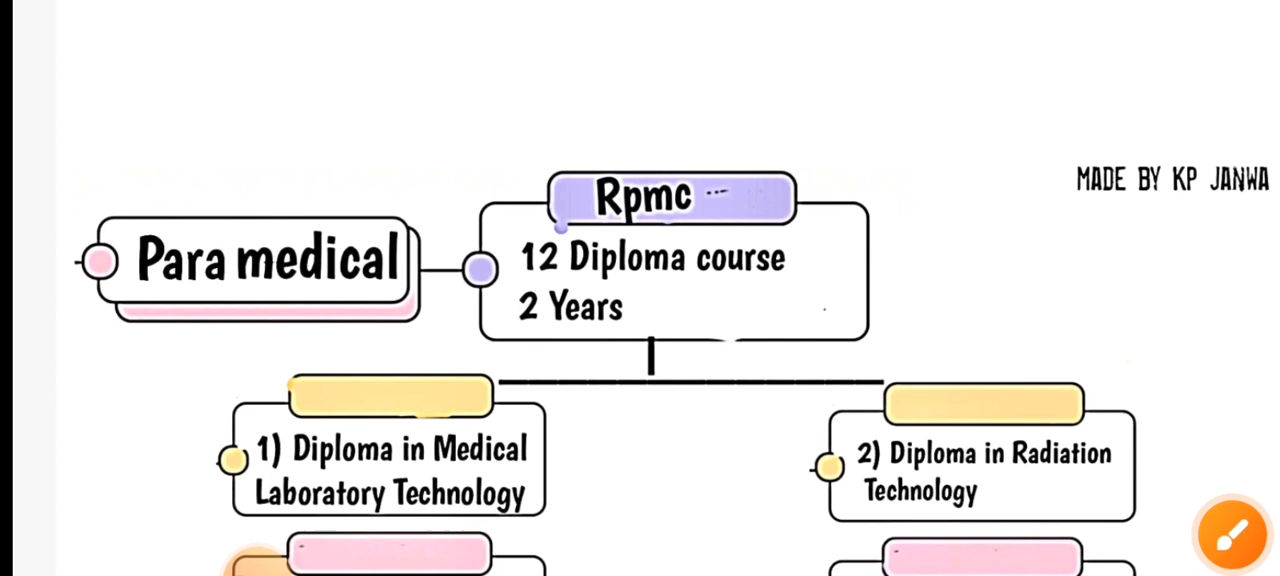 MADE BY KP JANWA
Rpmc ---
Para medical
12 Diploma course
2 Years
1) Diploma in Medical
Laboratory Technology
2) Diploma in Radiation
Technology